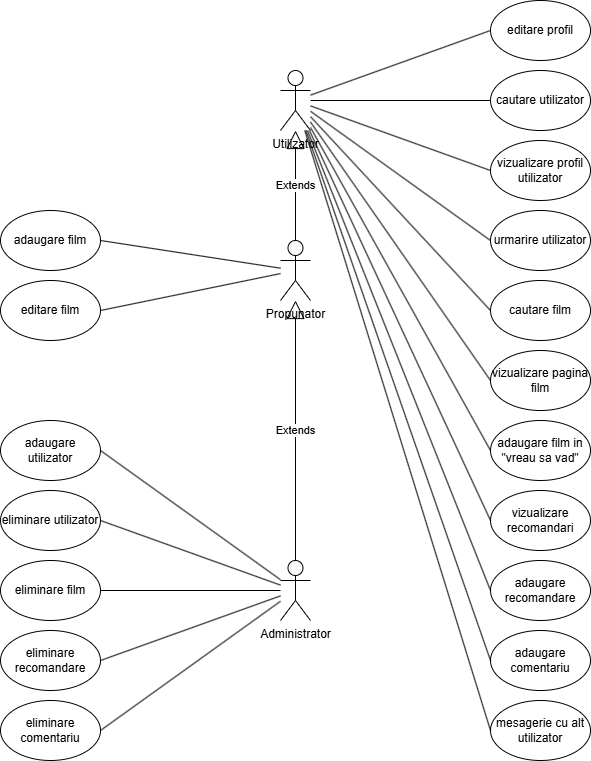 editare profil
cautare utilizator
vizualizare profil
utilizator
Utilizator
Extends
urmarire utilizator
adaugare film
editare film
Propunator
cautare film
vizualizare pagina
film
Extends
adaugare film in
"vreau sa vad"
adaugare
utilizator
vizualizare
recomandari
eliminare utilizator
adaugare
recomandare
eliminare film
Administrator
adaugare
comentariu
eliminare
recomandare
mesagerie cu alt
utilizator
eliminare
comentariu